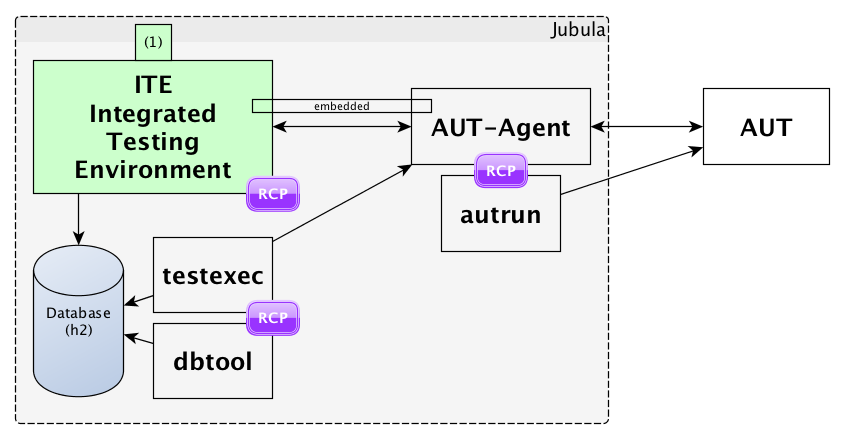 Jubula
(1)
ITE
Integrated
Testing
Environment
RCP
embedded
AUT-Agent
AUT
RCP
autrun
testexec
Database
(h2)
RCP
dbtool